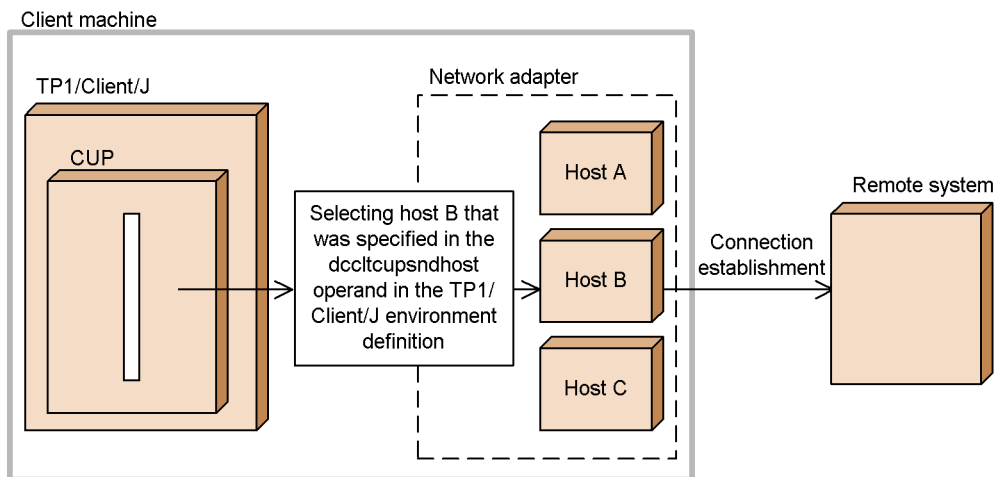 Client machine
TP1/Client/J
CUP
Network adapter
Selecting host B that
was specified in the
dccltcupsndhost
operand in the TP1/
Client/J environment
definition
Host A
Host B
Host C
Connection
establishment
Remote system